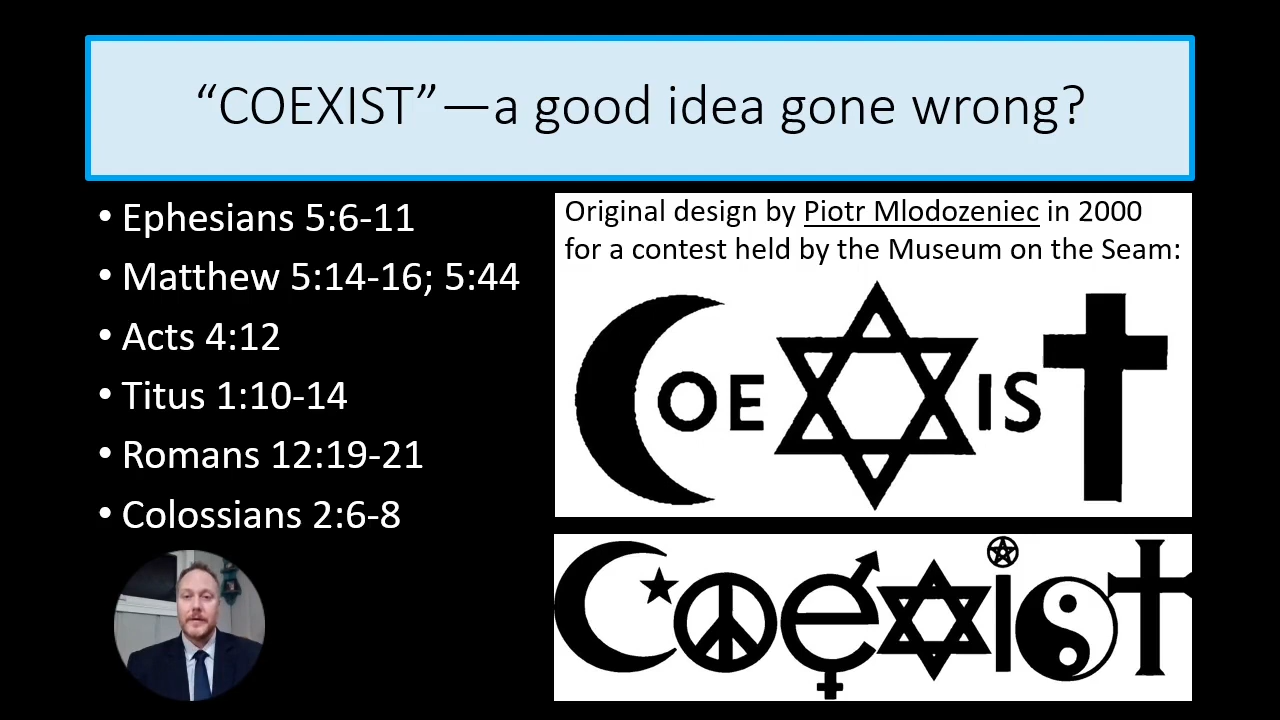 “COEXIST”—a good idea gone wrong?
• Ephesians 5:6-11
• Matthew 5:14-16; 5:44
• Acts 4:12
• Titus 1:10-14
• Romans 12:19-21
• Colossians 2:6-8
Original design by Piotr Mlodozeniec in 2000
for a contest held by the Museum on the Seam:
COEXIST
Coexist